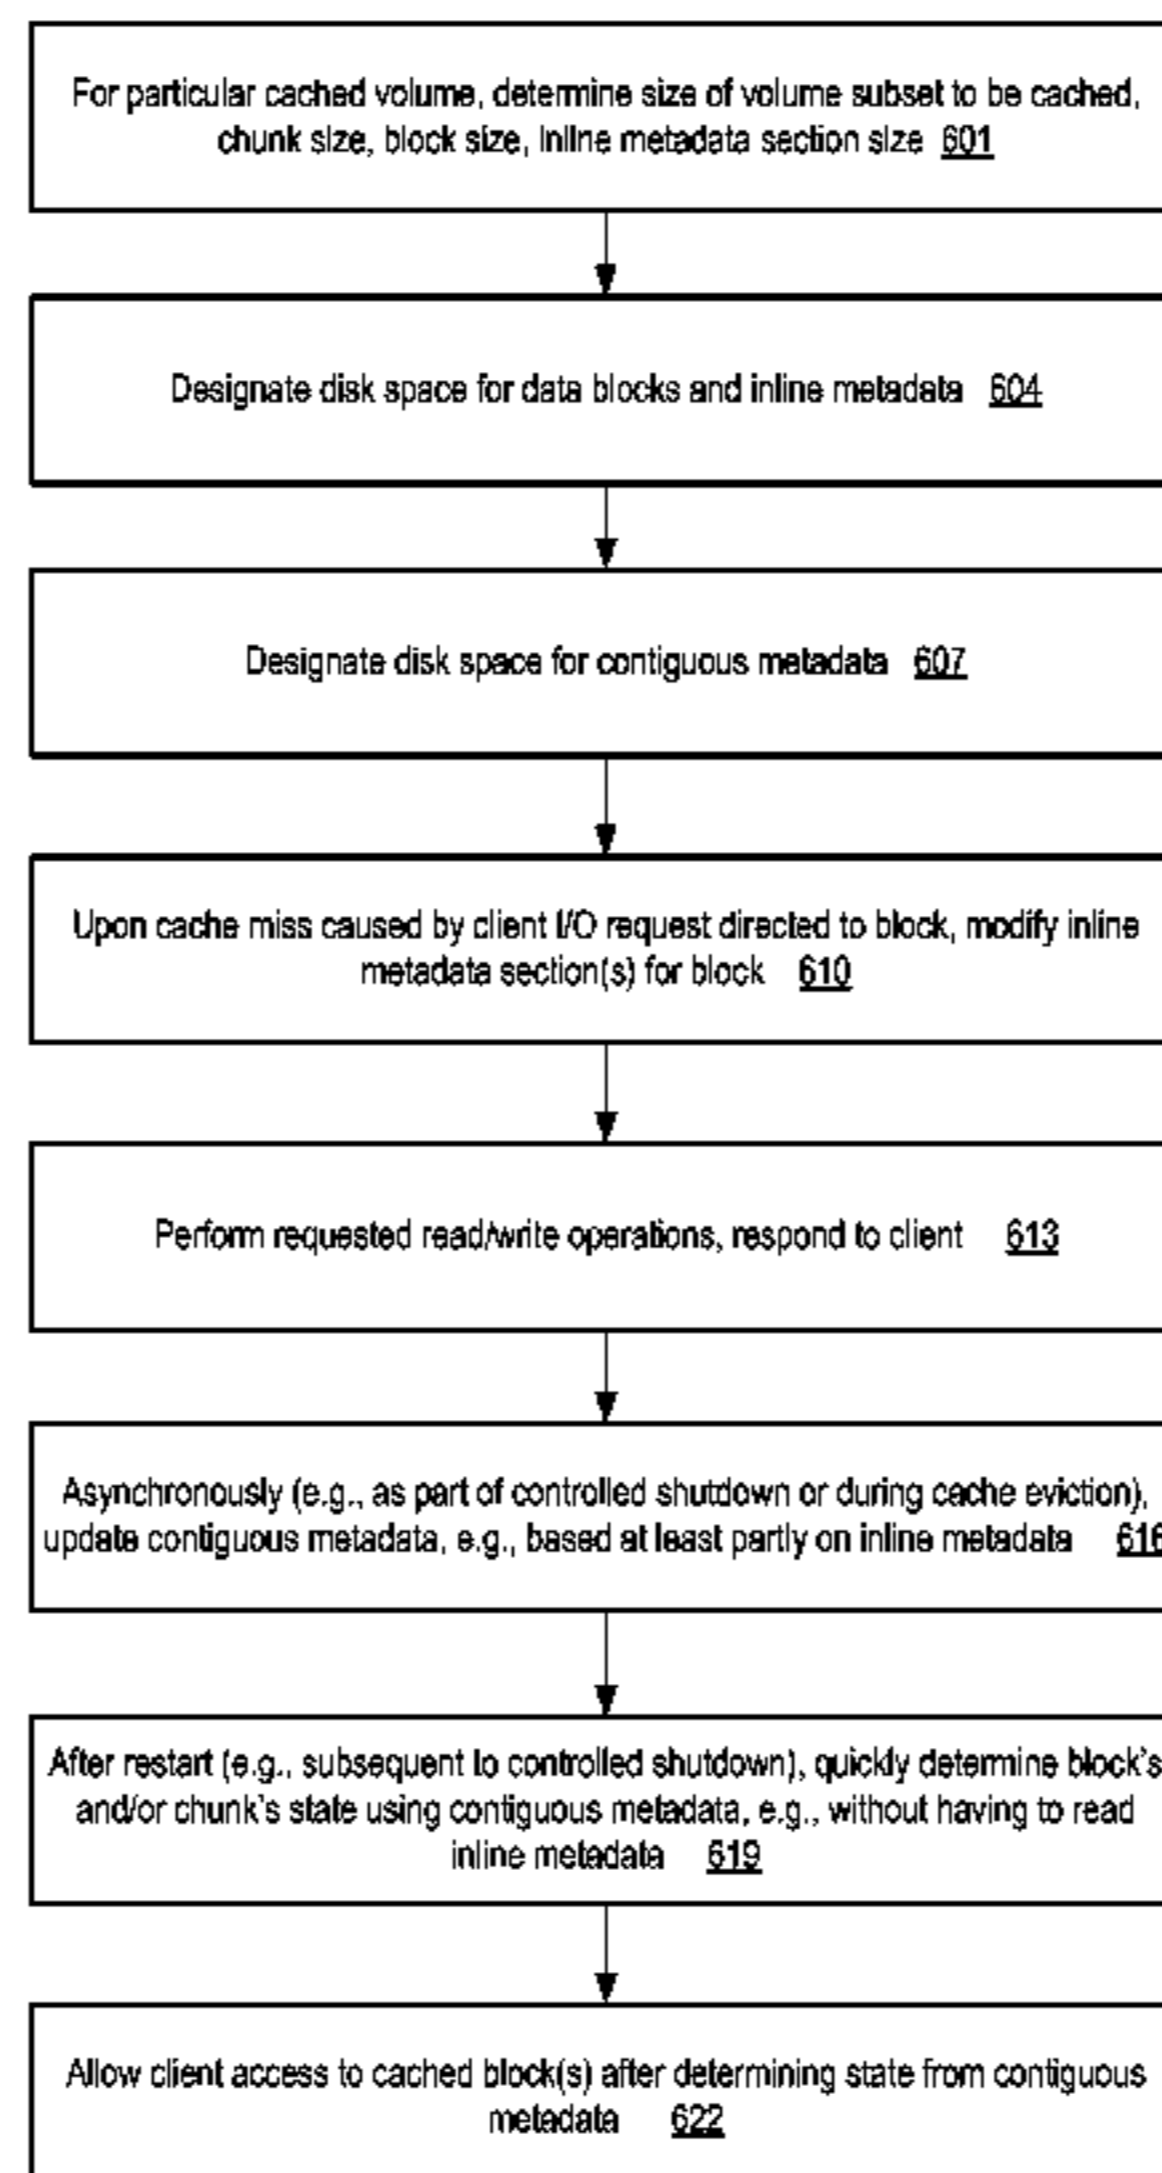 For particular cached volume, determine size of volume subset to be cached,
chunk size, block size, inline metadata section size 601
Designate disk space for data blocks and inline metadata 604
Designate disk space for contiguous metadata 607
Upon cache miss caused by client I/O request directed to block, modify inline
metadata section(s) for block 610
Perform requested read/write operations, respond to client 613
Asynchronously (e.g., as part of controlled shutdown or during cache eviction),
update contiguous metadata, e.g., based at least partly on inline metadata 616
After restart (e.g., subsequent to controlled shutdown), quickly determine block's
and/or chunk's state using contiguous metadata, e.g., without having to read
inline metadata 619
Allow client access to cached block(s) after determining state from contiguous
metadata 622